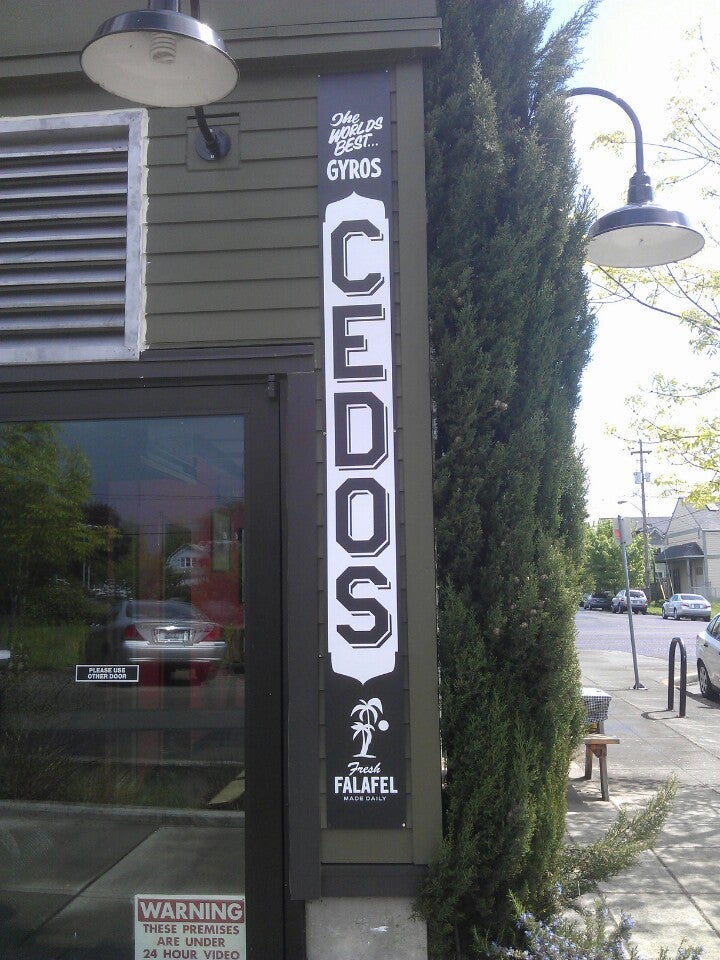 The
WORLDS
BEST...
GYROS
CEDOS
Fresh
FALAFEL
MADE DAILY
PLEASE USE
OTHER DOOR
WARNING
THESE PREMISES
ARE UNDER
24 HOUR VIDEO